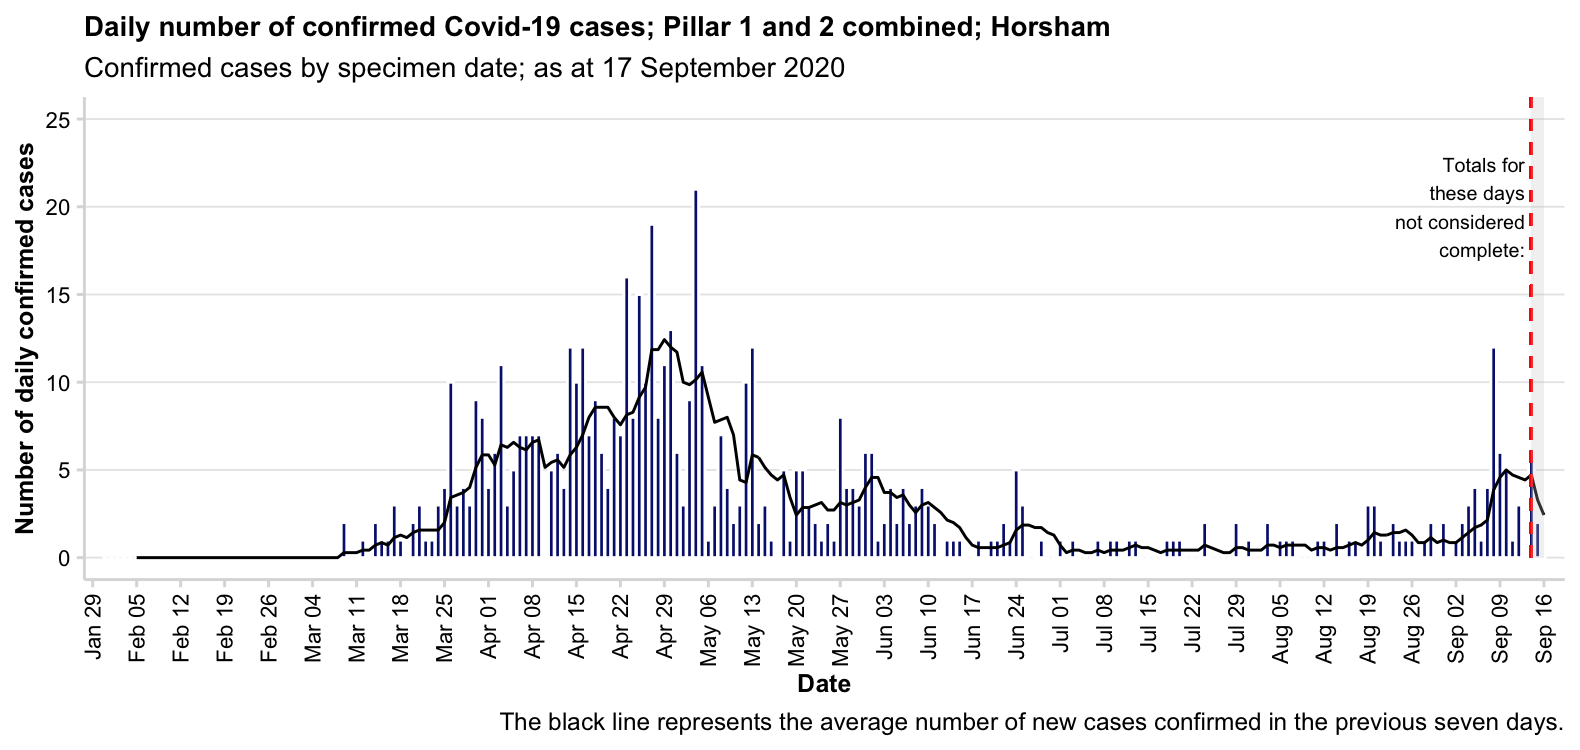 Daily number of confirmed Covid-19 cases; Pillar 1 and 2 combined; Horsham
Confirmed cases by specimen date; as at 17 September 2020
Number of daily confirmed cases
25
20
15
10
5
0
Totals for
these days
not considered
complete:
Jan 29
Feb 05
Feb 12
Feb 19
Feb 26
Mar 04
Mar 11
Mar 18
Mar 25
Apr 01
Apr 08
Apr 15
Apr 22
Apr 29
May 06
May 13
May 20
May 27
Jun 03
Jun 10
Jun 17
Jun 24
Jul 01
Jul 08
Jul 15
Jul 22
Jul 29
Aug 05
Aug 12
Aug 19
Aug 26
Sep 02
Sep 09
Sep 16
Date
The black line represents the average number of new cases confirmed in the previous seven days.